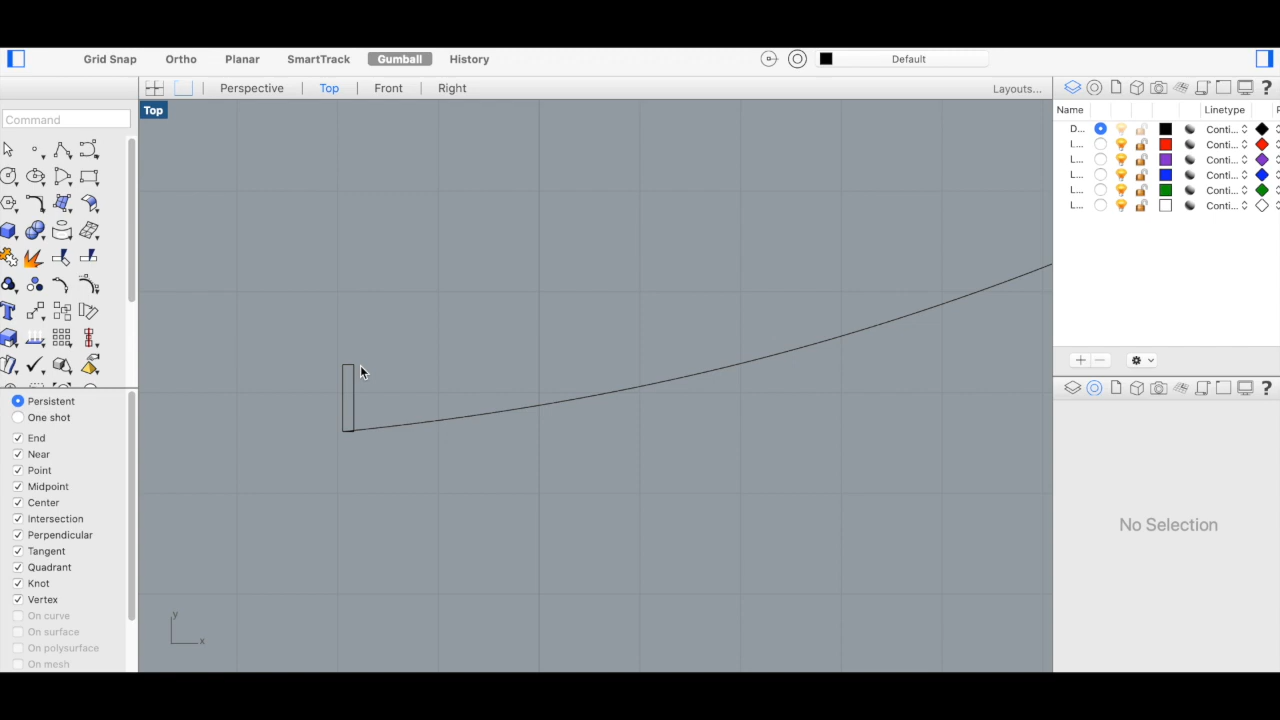 Grid Snap Ortho Planar SmartTrack Gumball History Default
Perspective Top Front Right Layouts...
Top
Command
Name Linetype P
D... Conti...
I... Conti...
L... Conti...
L... Conti...
L... Conti...
L... Conti...
Persistent
One shot
End
Near
Point
Midpoint
Center
Intersection
Perpendicular
Tangent
Quadrant
Knot
Vertex
On curve
On surface
On polysurface
On mesh
No Selection
y
x